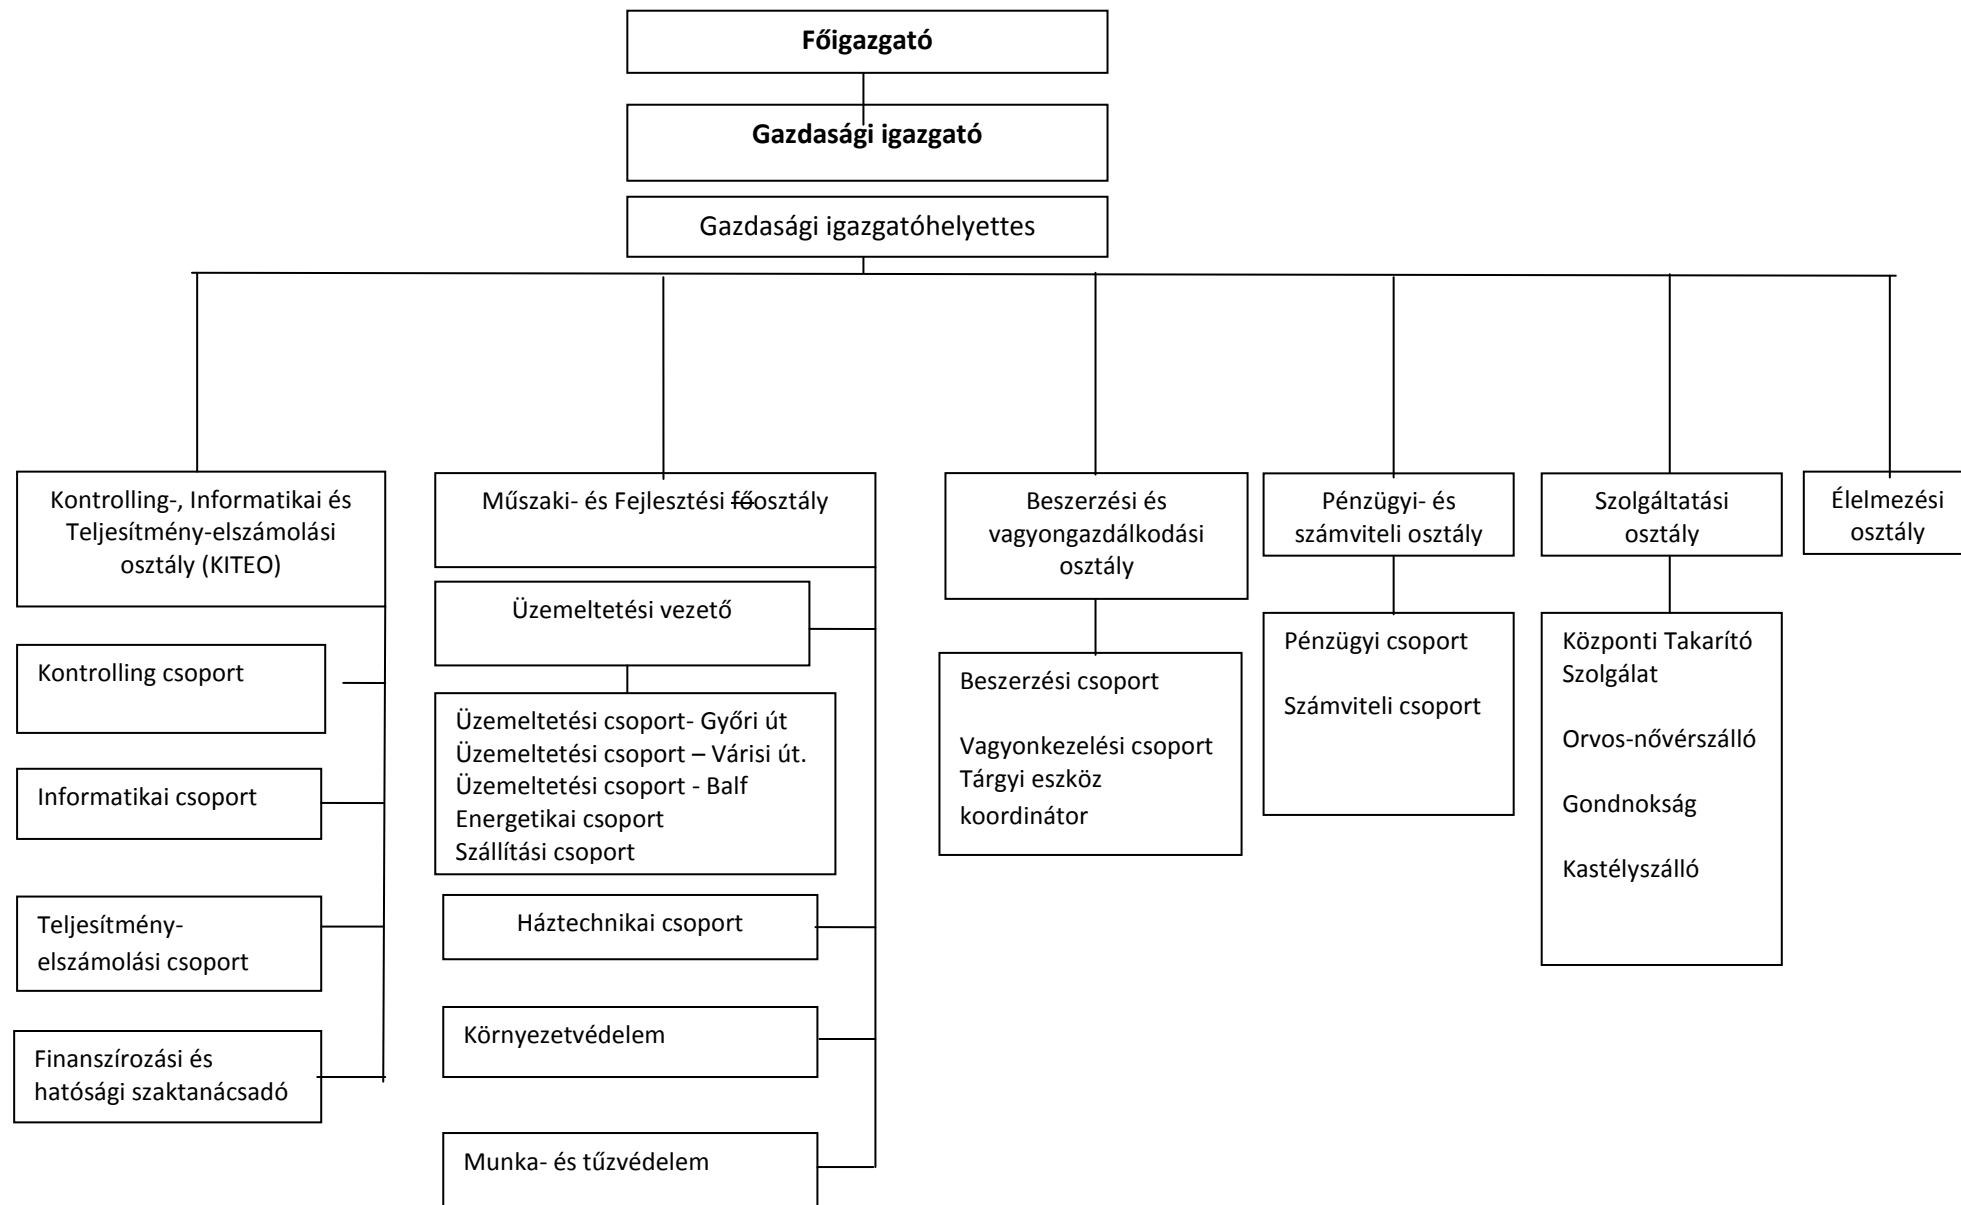 Főigazgató
Gazdasági igazgató
Gazdasági igazgatóhelyettes
Kontrolling-, Informatikai és
Teljesítmény-elszámolási
osztály (KITEO)
Kontrolling csoport
Informatikai csoport
Teljesítmény-
elszámolási csoport
Finanszírozási és
hatósági szaktanácsadó
Műszaki- és Fejlesztési főosztály
Üzemeltetési vezető
Üzemeltetési csoport- Győri út
Üzemeltetési csoport – Várisi út.
Üzemeltetési csoport - Balf
Energetikai csoport
Szállítási csoport
Háztechnikai csoport
Környezetvédelem
Munka- és tűzvédelem
Beszerzési és
vagyongazdálkodási
osztály
Beszerzési csoport
Vagyonkezelési csoport
Tárgyi eszköz
koordinátor
Pénzügyi- és
számviteli osztály
Pénzügyi csoport
Számviteli csoport
Szolgáltatási
osztály
Központi Takarító
Szolgálat
Orvos-nővérszálló
Gondnokság
Kastélyszálló
Élelmezési
osztály